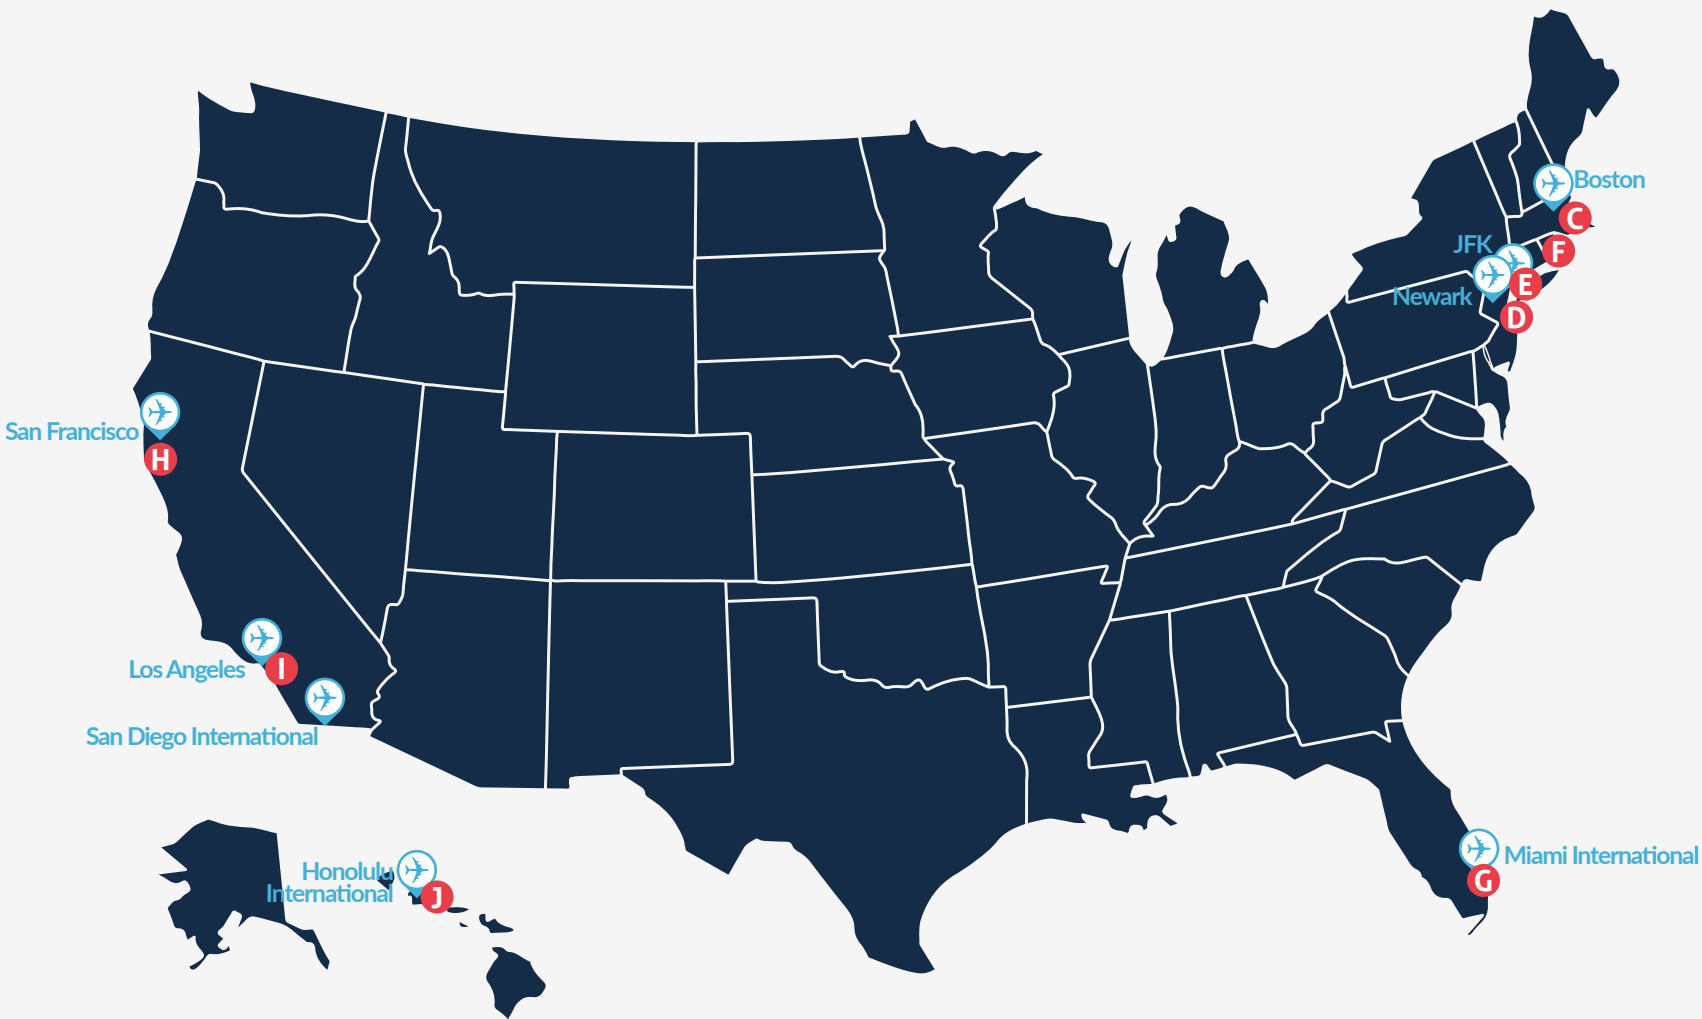 Boston
C
JFK
F
Newark
E
D
San Francisco
H
Los Angeles
I
San Diego International
Honolulu
International
J
Miami International
G